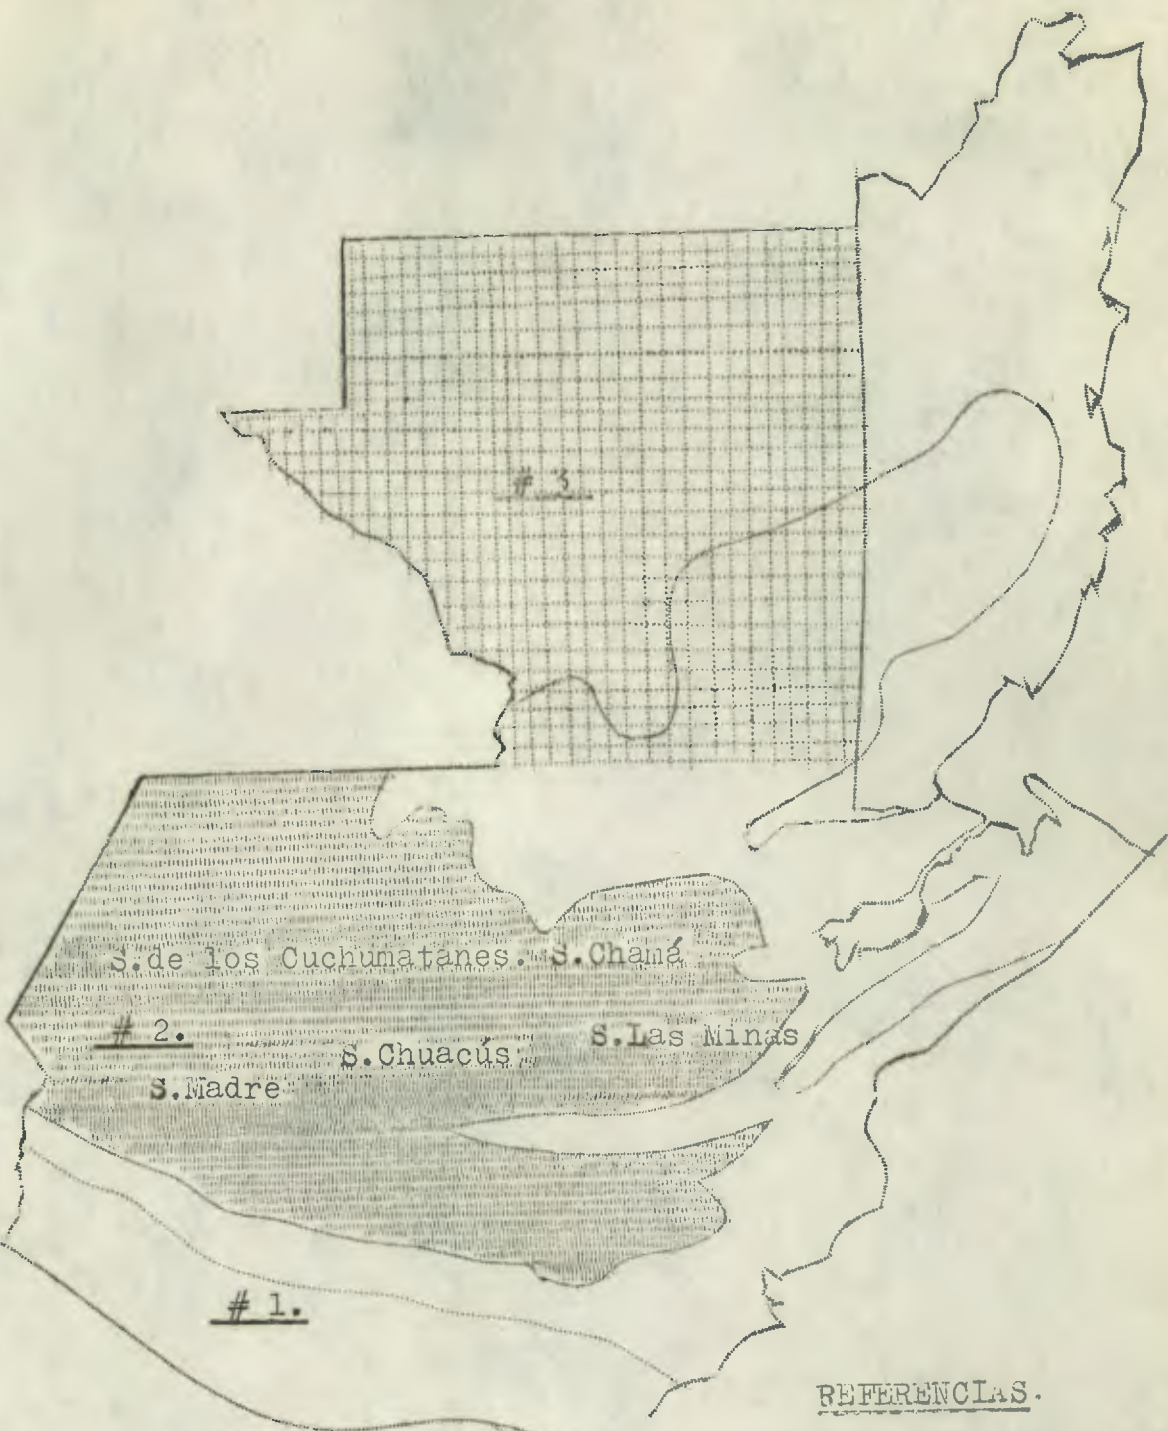 # 3
S.de los Cuchumatanes. S.Chamá
# 2. S.Las Minas
S.Chuacús
S.Madre
# 1.
REFERENCIAS.